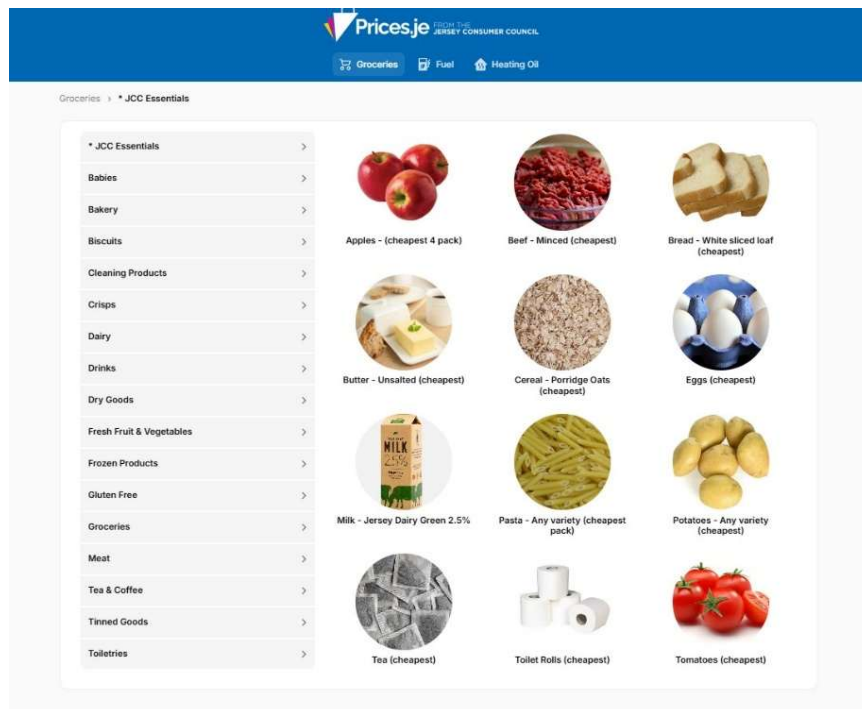 Prices.je FROM THE
JERSEY CONSUMER COUNCIL
Groceries Fuel Heating Oil
Groceries > * JCC Essentials
* JCC Essentials
Babies
Bakery
Biscuits
Cleaning Products
Crisps
Dairy
Drinks
Dry Goods
Fresh Fruit & Vegetables
Frozen Products
Gluten Free
Groceries
Meat
Tea & Coffee
Tinned Goods
Toiletries
Apples - (cheapest 4 pack)
Beef - Minced (cheapest)
Bread - White sliced loaf
(cheapest)
Butter - Unsalted (cheapest)
Cereal - Porridge Oats
(cheapest)
Eggs (cheapest)
MILK
Milk - Jersey Dairy Green 2.5%
Pasta - Any variety (cheapest
pack)
Potatoes - Any variety
(cheapest)
Tea (cheapest)
Toilet Rolls (cheapest)
Tomatoes (cheapest)